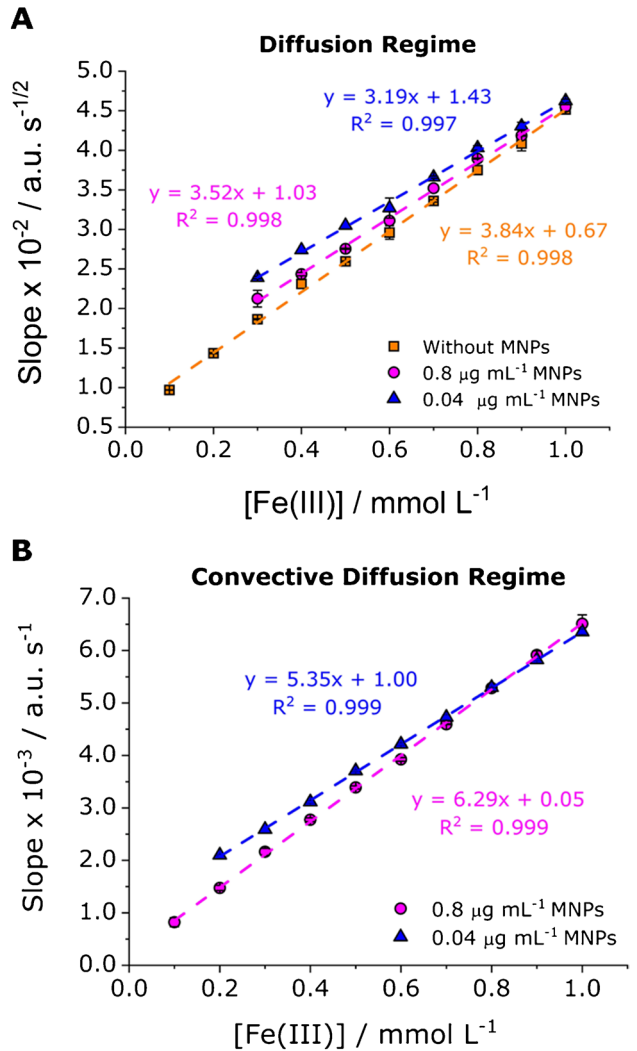 A
Diffusion Regime
Slope x 10⁻² / a.u. s⁻¹ᐟ²
5.0
4.5
4.0
3.5
3.0
2.5
2.0
1.5
1.0
0.5
y = 3.19x + 1.43
R² = 0.997
y = 3.52x + 1.03
R² = 0.998
y = 3.84x + 0.67
R² = 0.998
Without MNPs
0.8 µg mL⁻¹ MNPs
0.04 µg mL⁻¹ MNPs
0.0 0.2 0.4 0.6 0.8 1.0
[Fe(III)] / mmol L⁻¹
B
Convective Diffusion Regime
Slope x 10⁻³ / a.u. s⁻¹
7.0
6.0
5.0
4.0
3.0
2.0
1.0
0.0
y = 5.35x + 1.00
R² = 0.999
y = 6.29x + 0.05
R² = 0.999
0.8 µg mL⁻¹ MNPs
0.04 µg mL⁻¹ MNPs
0.0 0.2 0.4 0.6 0.8 1.0
[Fe(III)] / mmol L⁻¹